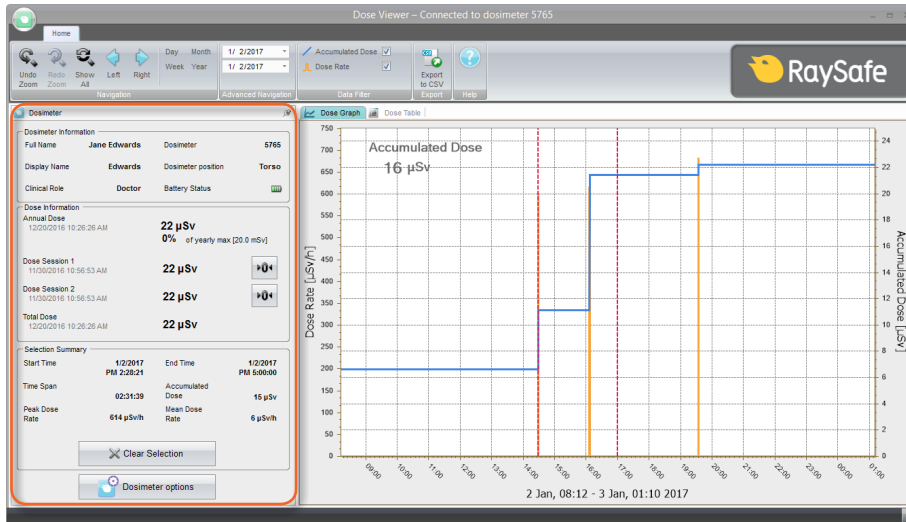 Dose Viewer – Connected to dosimeter 5765
Home
Undo Zoom
Redo Zoom
Show All
Left
Right
Navigation
Day Month
Week Year
1/ 2/2017
1/ 2/2017
Advanced Navigation
Accumulated Dose
Dose Rate
Data Filter
CSV
Export to CSV
Export
Help
RaySafe
Dosimeter
Dosimeter Information
Full Name Jane Edwards Dosimeter 5765
Display Name Edwards Dosimeter position Torso
Clinical Role Doctor Battery Status
Dose Information
Annual Dose
12/20/2016 10:26:26 AM
22 µSv
0% of yearly max [20.0 mSv]
Dose Session 1
11/30/2016 10:56:53 AM
22 µSv
0
Dose Session 2
11/30/2016 10:56:53 AM
22 µSv
0
Total Dose
12/20/2016 10:26:26 AM
22 µSv
Selection Summary
Start Time 1/2/2017 PM 2:28:21
End Time 1/2/2017 PM 5:00:00
Time Span 02:31:39
Accumulated Dose 15 µSv
Peak Dose Rate 614 µSv/h
Mean Dose Rate 6 µSv/h
Clear Selection
Dosimeter options
Dose Graph
Dose Table
Accumulated Dose
16 µSv
Dose Rate [µSv/h]
750
700
650
600
550
500
450
400
350
300
250
200
150
100
50
0
24
22
20
18
16
14
12
10
8
6
4
2
0
Accumulated Dose [µSv]
09:00 10:00 11:00 12:00 13:00 14:00 15:00 16:00 17:00 18:00 19:00 20:00 21:00 22:00 23:00 00:00 01:00
2 Jan, 08:12 - 3 Jan, 01:10 2017